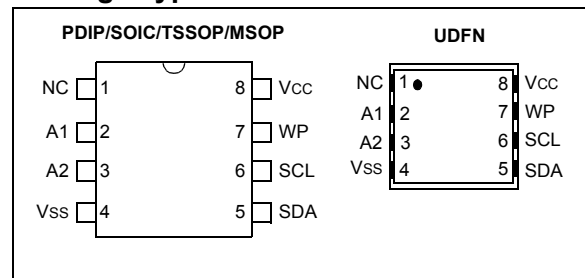 PDIP/SOIC/TSSOP/MSOP
NC 1 8 VCC
A1 2 7 WP
A2 3 6 SCL
VSS 4 5 SDA
UDFN
NC 1 8 VCC
A1 2 7 WP
A2 3 6 SCL
VSS 4 5 SDA